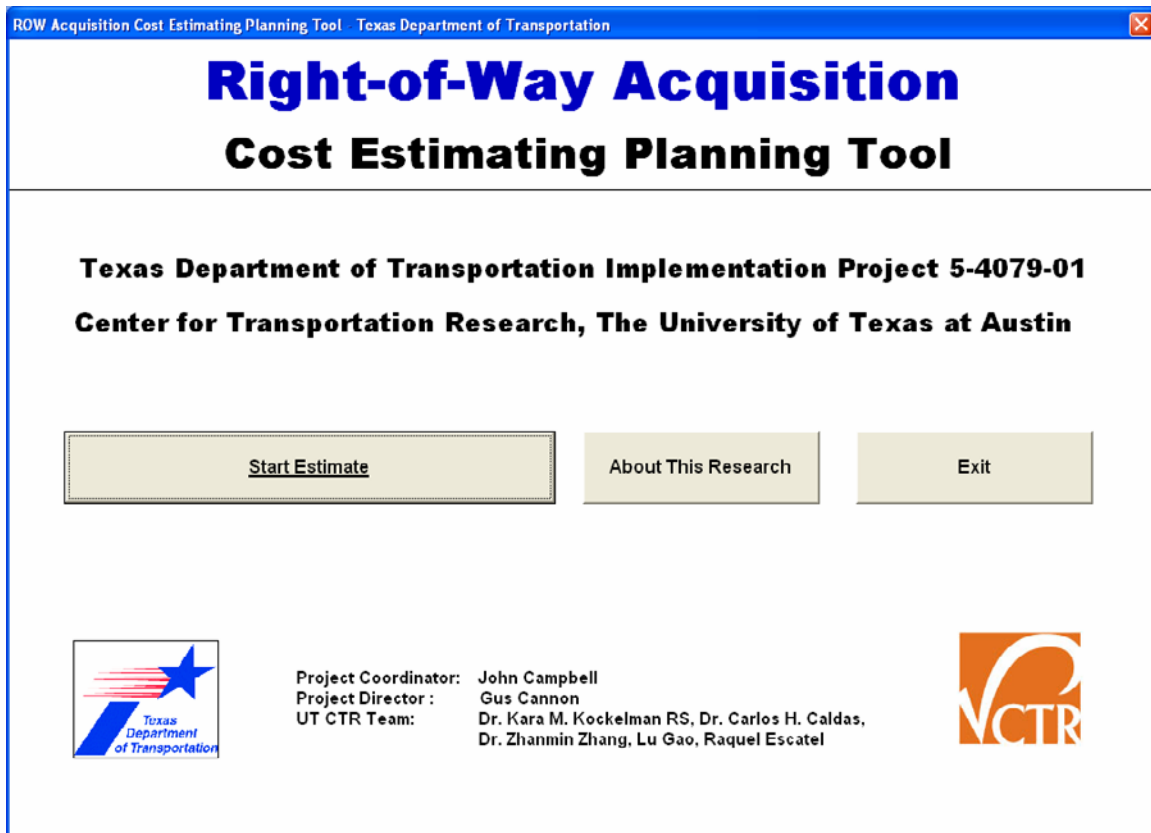 ROW Acquisition Cost Estimating Planning Tool - Texas Department of Transportation
Right-of-Way Acquisition
Cost Estimating Planning Tool
Texas Department of Transportation Implementation Project 5-4079-01
Center for Transportation Research, The University of Texas at Austin
Start Estimate
About This Research
Exit
Texas
Department
of Transportation
Project Coordinator: John Campbell
Project Director : Gus Cannon
UT CTR Team: Dr. Kara M. Kockelman RS, Dr. Carlos H. Caldas,
Dr. Zhanmin Zhang, Lu Gao, Raquel Escatel
CTR